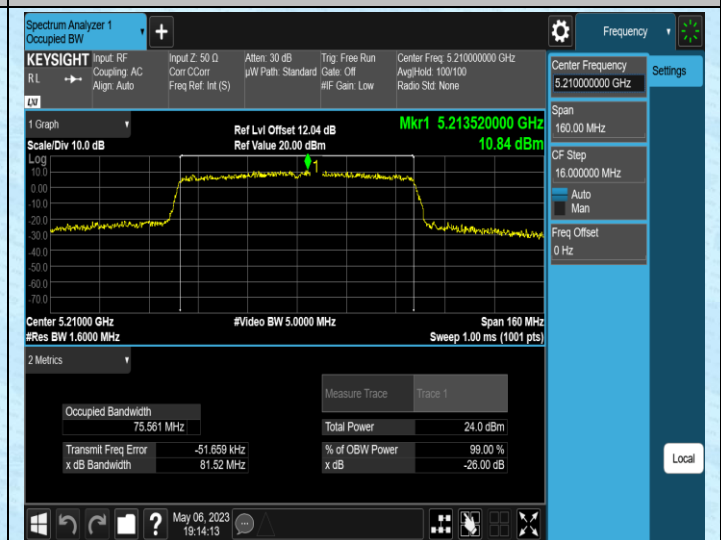 Spectrum Analyzer 1
Occupied BW
Frequency
KEYSIGHT
R L
LXI
Input: RF
Coupling: AC
Align: Auto
Input Z: 50 Ω
Corr CCorr
Freq Ref: Int (S)
Atten: 30 dB
µW Path: Standard
Trig: Free Run
Gate: Off
#IF Gain: Low
Center Freq: 5.210000000 GHz
Avg|Hold: 100/100
Radio Std: None
Center Frequency
5.210000000 GHz
Settings
Span
160.00 MHz
CF Step
16.000000 MHz
Auto
Man
Freq Offset
0 Hz
1 Graph
Scale/Div 10.0 dB
Ref Lvl Offset 12.04 dB
Ref Value 20.00 dBm
Mkr1 5.213520000 GHz
10.84 dBm
Log
10.0
0.00
-10.0
-20.0
-30.0
-40.0
-50.0
-60.0
-70.0
1
Center 5.21000 GHz
#Res BW 1.6000 MHz
#Video BW 5.0000 MHz
Span 160 MHz
Sweep 1.00 ms (1001 pts)
2 Metrics
Measure Trace
Trace 1
Occupied Bandwidth
75.561 MHz
Total Power
24.0 dBm
Transmit Freq Error
-51.659 kHz
% of OBW Power
99.00 %
x dB Bandwidth
81.52 MHz
x dB
-26.00 dB
Local
May 06, 2023
19:14:13